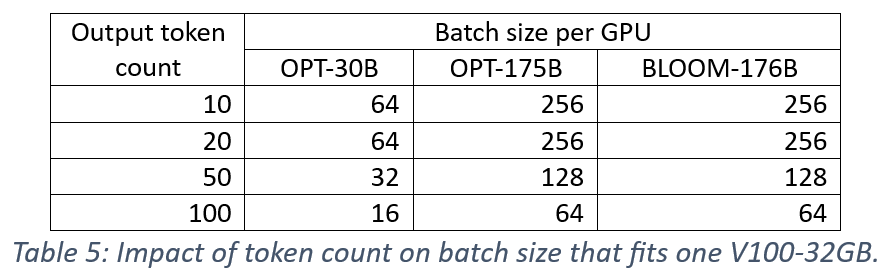 Output token count Batch size per GPU
OPT-30B OPT-175B BLOOM-176B
10 64 256 256
20 64 256 256
50 32 128 128
100 16 64 64
Table 5: Impact of token count on batch size that fits one V100-32GB.